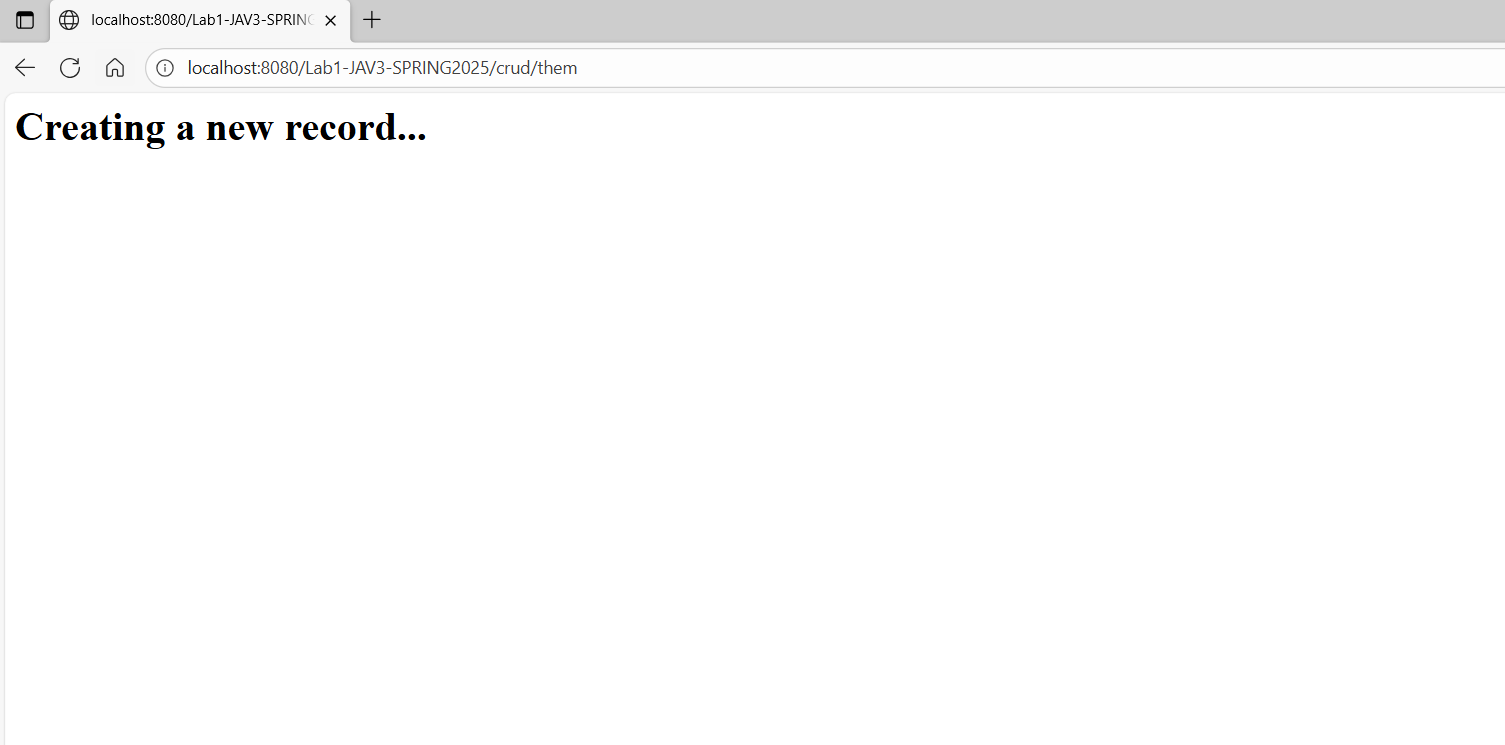 localhost:8080/Lab1-JAV3-SPRING
localhost:8080/Lab1-JAV3-SPRING2025/crud/them
Creating a new record...